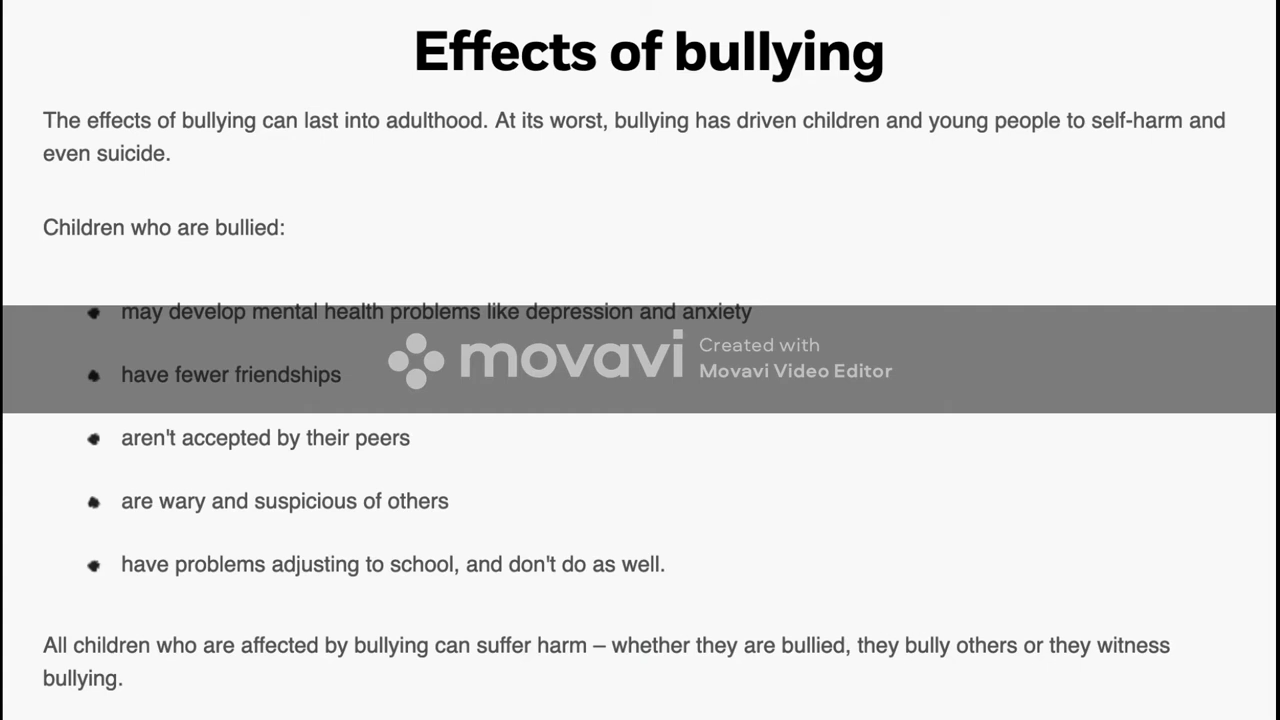 Effects of bullying
The effects of bullying can last into adulthood. At its worst, bullying has driven children and young people to self-harm and
even suicide.
Children who are bullied:
may develop mental health problems like depression and anxiety
have fewer friendships
movavi
Created with
Movavi Video Editor
aren't accepted by their peers
are wary and suspicious of others
have problems adjusting to school, and don't do as well.
All children who are affected by bullying can suffer harm – whether they are bullied, they bully others or they witness
bullying.